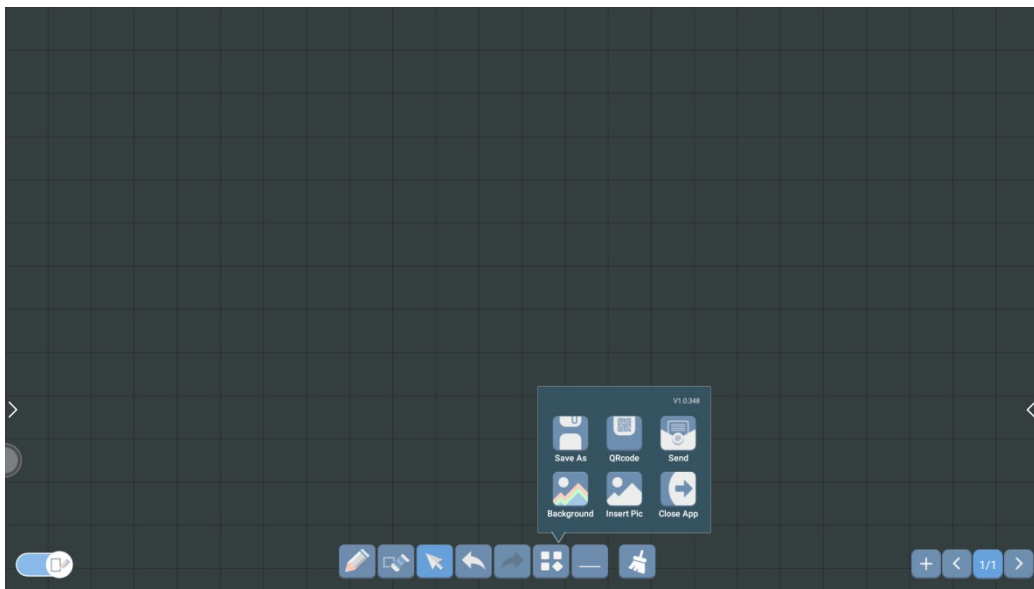 V1.0.348
Save As QRcode Send
Background Insert Pic Close App
1/1